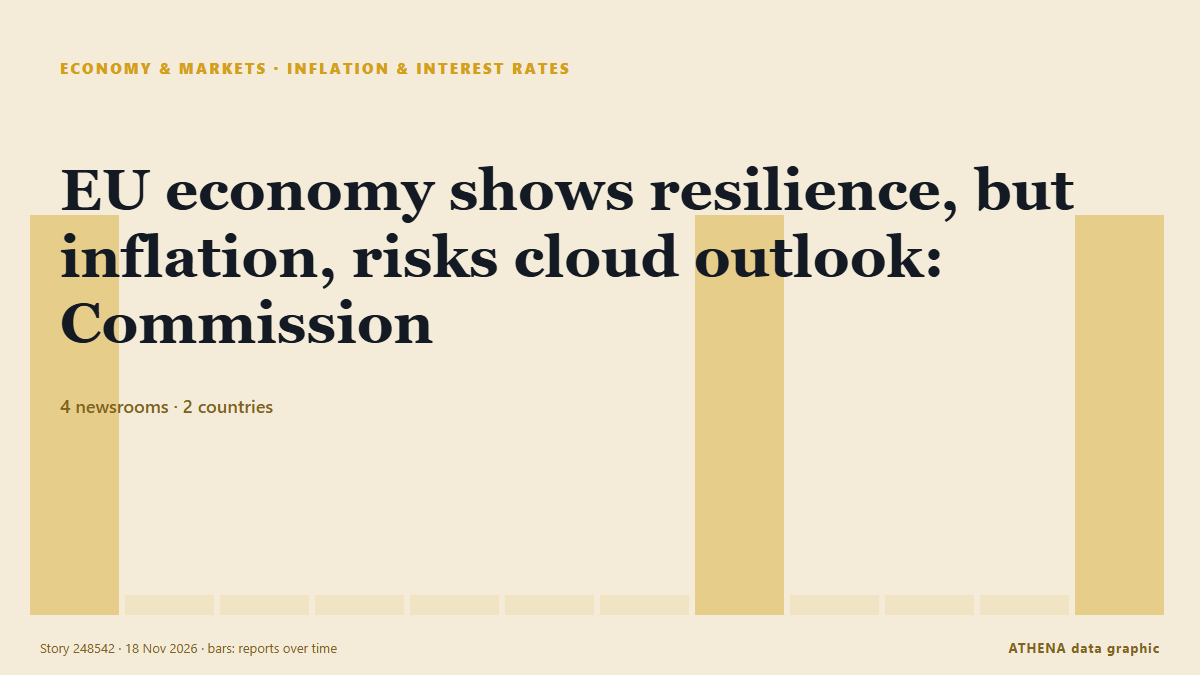 ECONOMY & MARKETS · INFLATION & INTEREST RATES
EU economy shows resilience, but
inflation, risks cloud outlook:
Commission
4 newsrooms · 2 countries
Story 248542 · 18 Nov 2026 · bars: reports over time
ATHENA data graphic